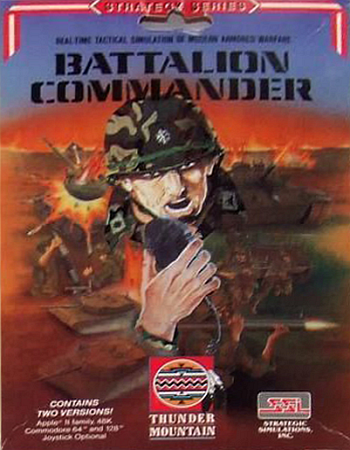 STRATEGY SERIES
REAL-TIME TACTICAL SIMULATION OF MODERN ARMORED WARFARE
BATTALION
COMMANDER
CONTAINS
TWO VERSIONS!
Apple II family, 48K
Commodore 64™ and 128™
Joystick Optional
THUNDER
MOUNTAIN
SSI
STRATEGIC
SIMULATIONS,
INC.